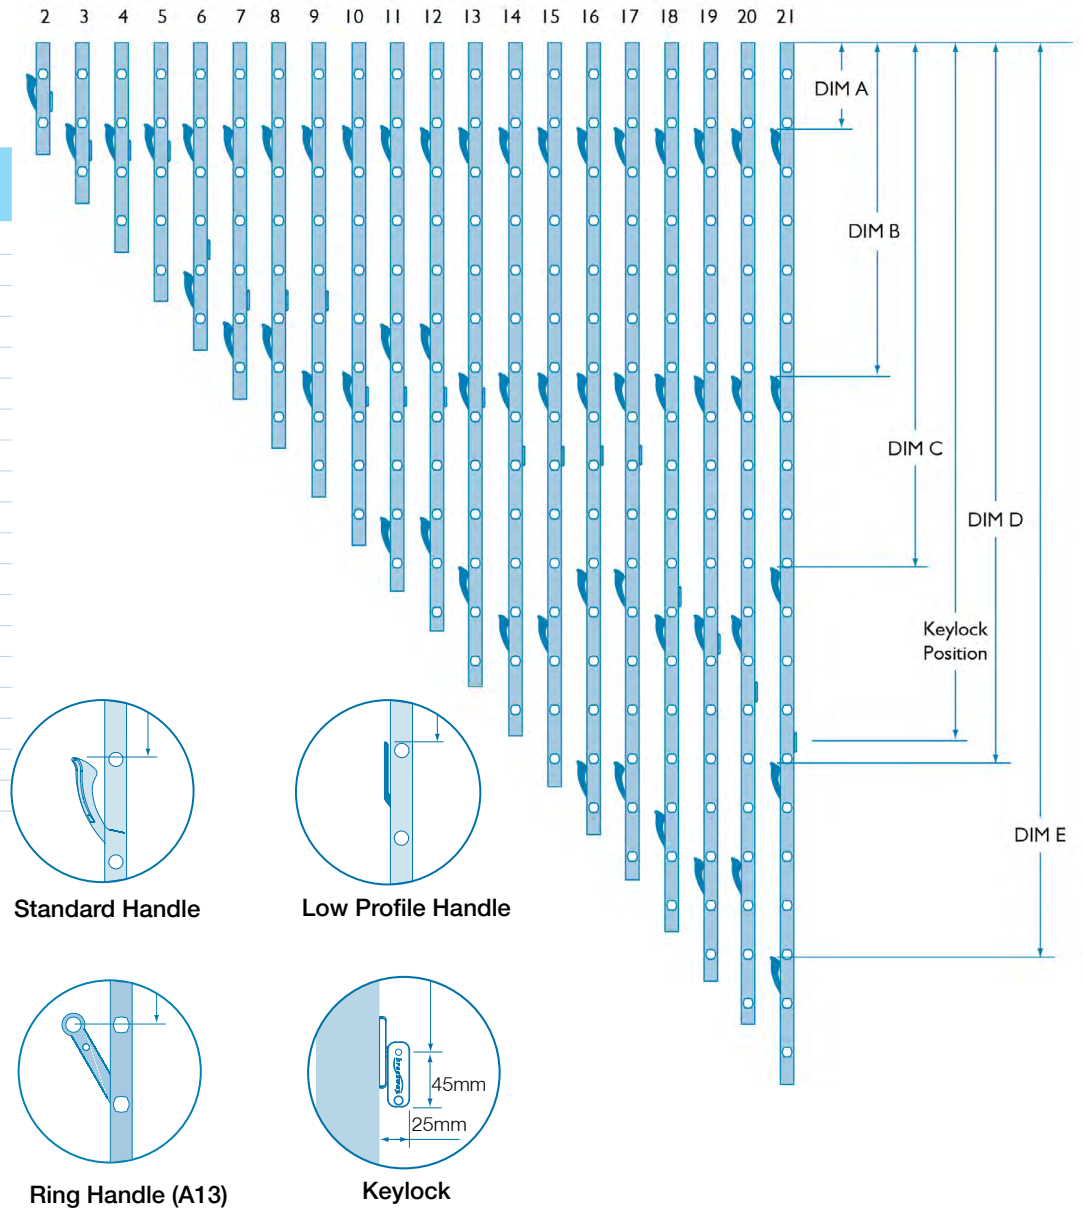 2 3 4 5 6 7 8 9 10 11 12 13 14 15 16 17 18 19 20 21
DIM A
DIM B
DIM C
DIM D
Keylock
Position
DIM E
Standard Handle
Low Profile Handle
45mm
25mm
Ring Handle (A13)
Keylock